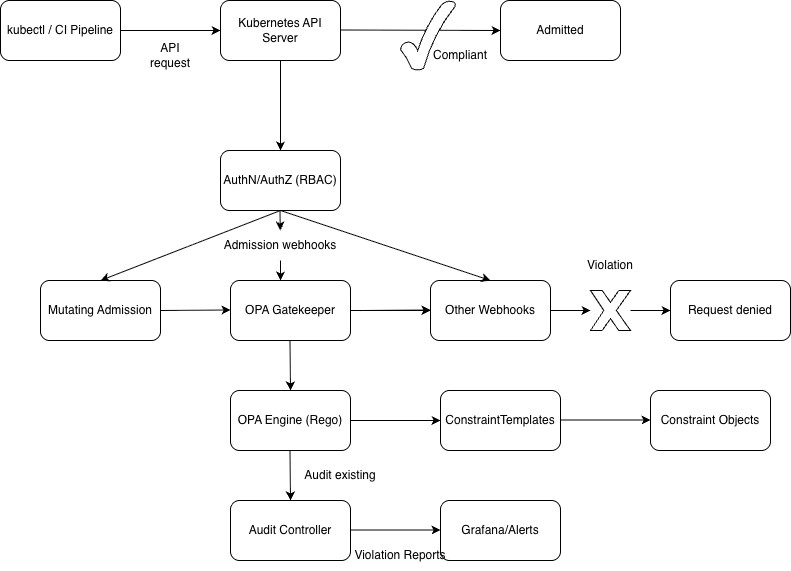 kubectl / CI Pipeline
API
request
Kubernetes API
Server
Compliant
Admitted
AuthN/AuthZ (RBAC)
Admission webhooks
Mutating Admission
OPA Gatekeeper
Other Webhooks
Violation
Request denied
OPA Engine (Rego)
ConstraintTemplates
Constraint Objects
Audit existing
Audit Controller
Violation Reports
Grafana/Alerts